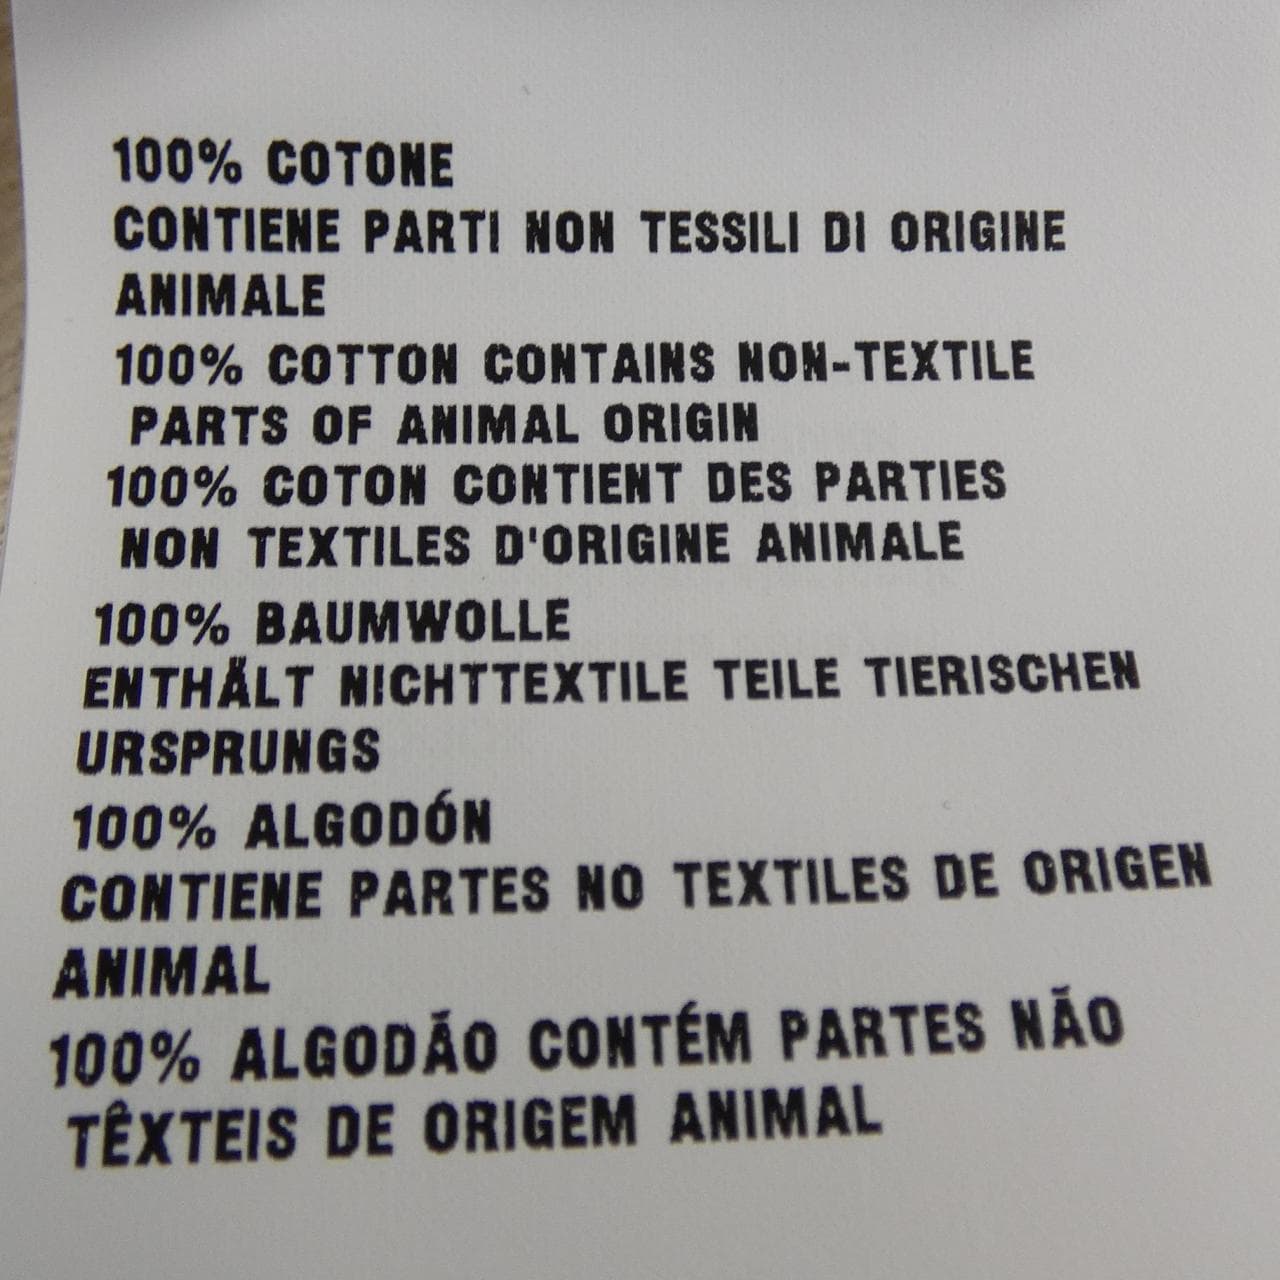 100% COTONE
CONTIENE PARTI NON TESSILI DI ORIGINE
ANIMALE
100% COTTON CONTAINS NON-TEXTILE
PARTS OF ANIMAL ORIGIN
100% COTON CONTIENT DES PARTIES
NON TEXTILES D'ORIGINE ANIMALE
100% BAUMWOLLE
ENTHÄLT NICHTTEXTILE TEILE TIERISCHEN
URSPRUNGS
100% ALGODÓN
CONTIENE PARTES NO TEXTILES DE ORIGEN
ANIMAL
100% ALGODÃO CONTÉM PARTES NÃO
TÊXTEIS DE ORIGEM ANIMAL